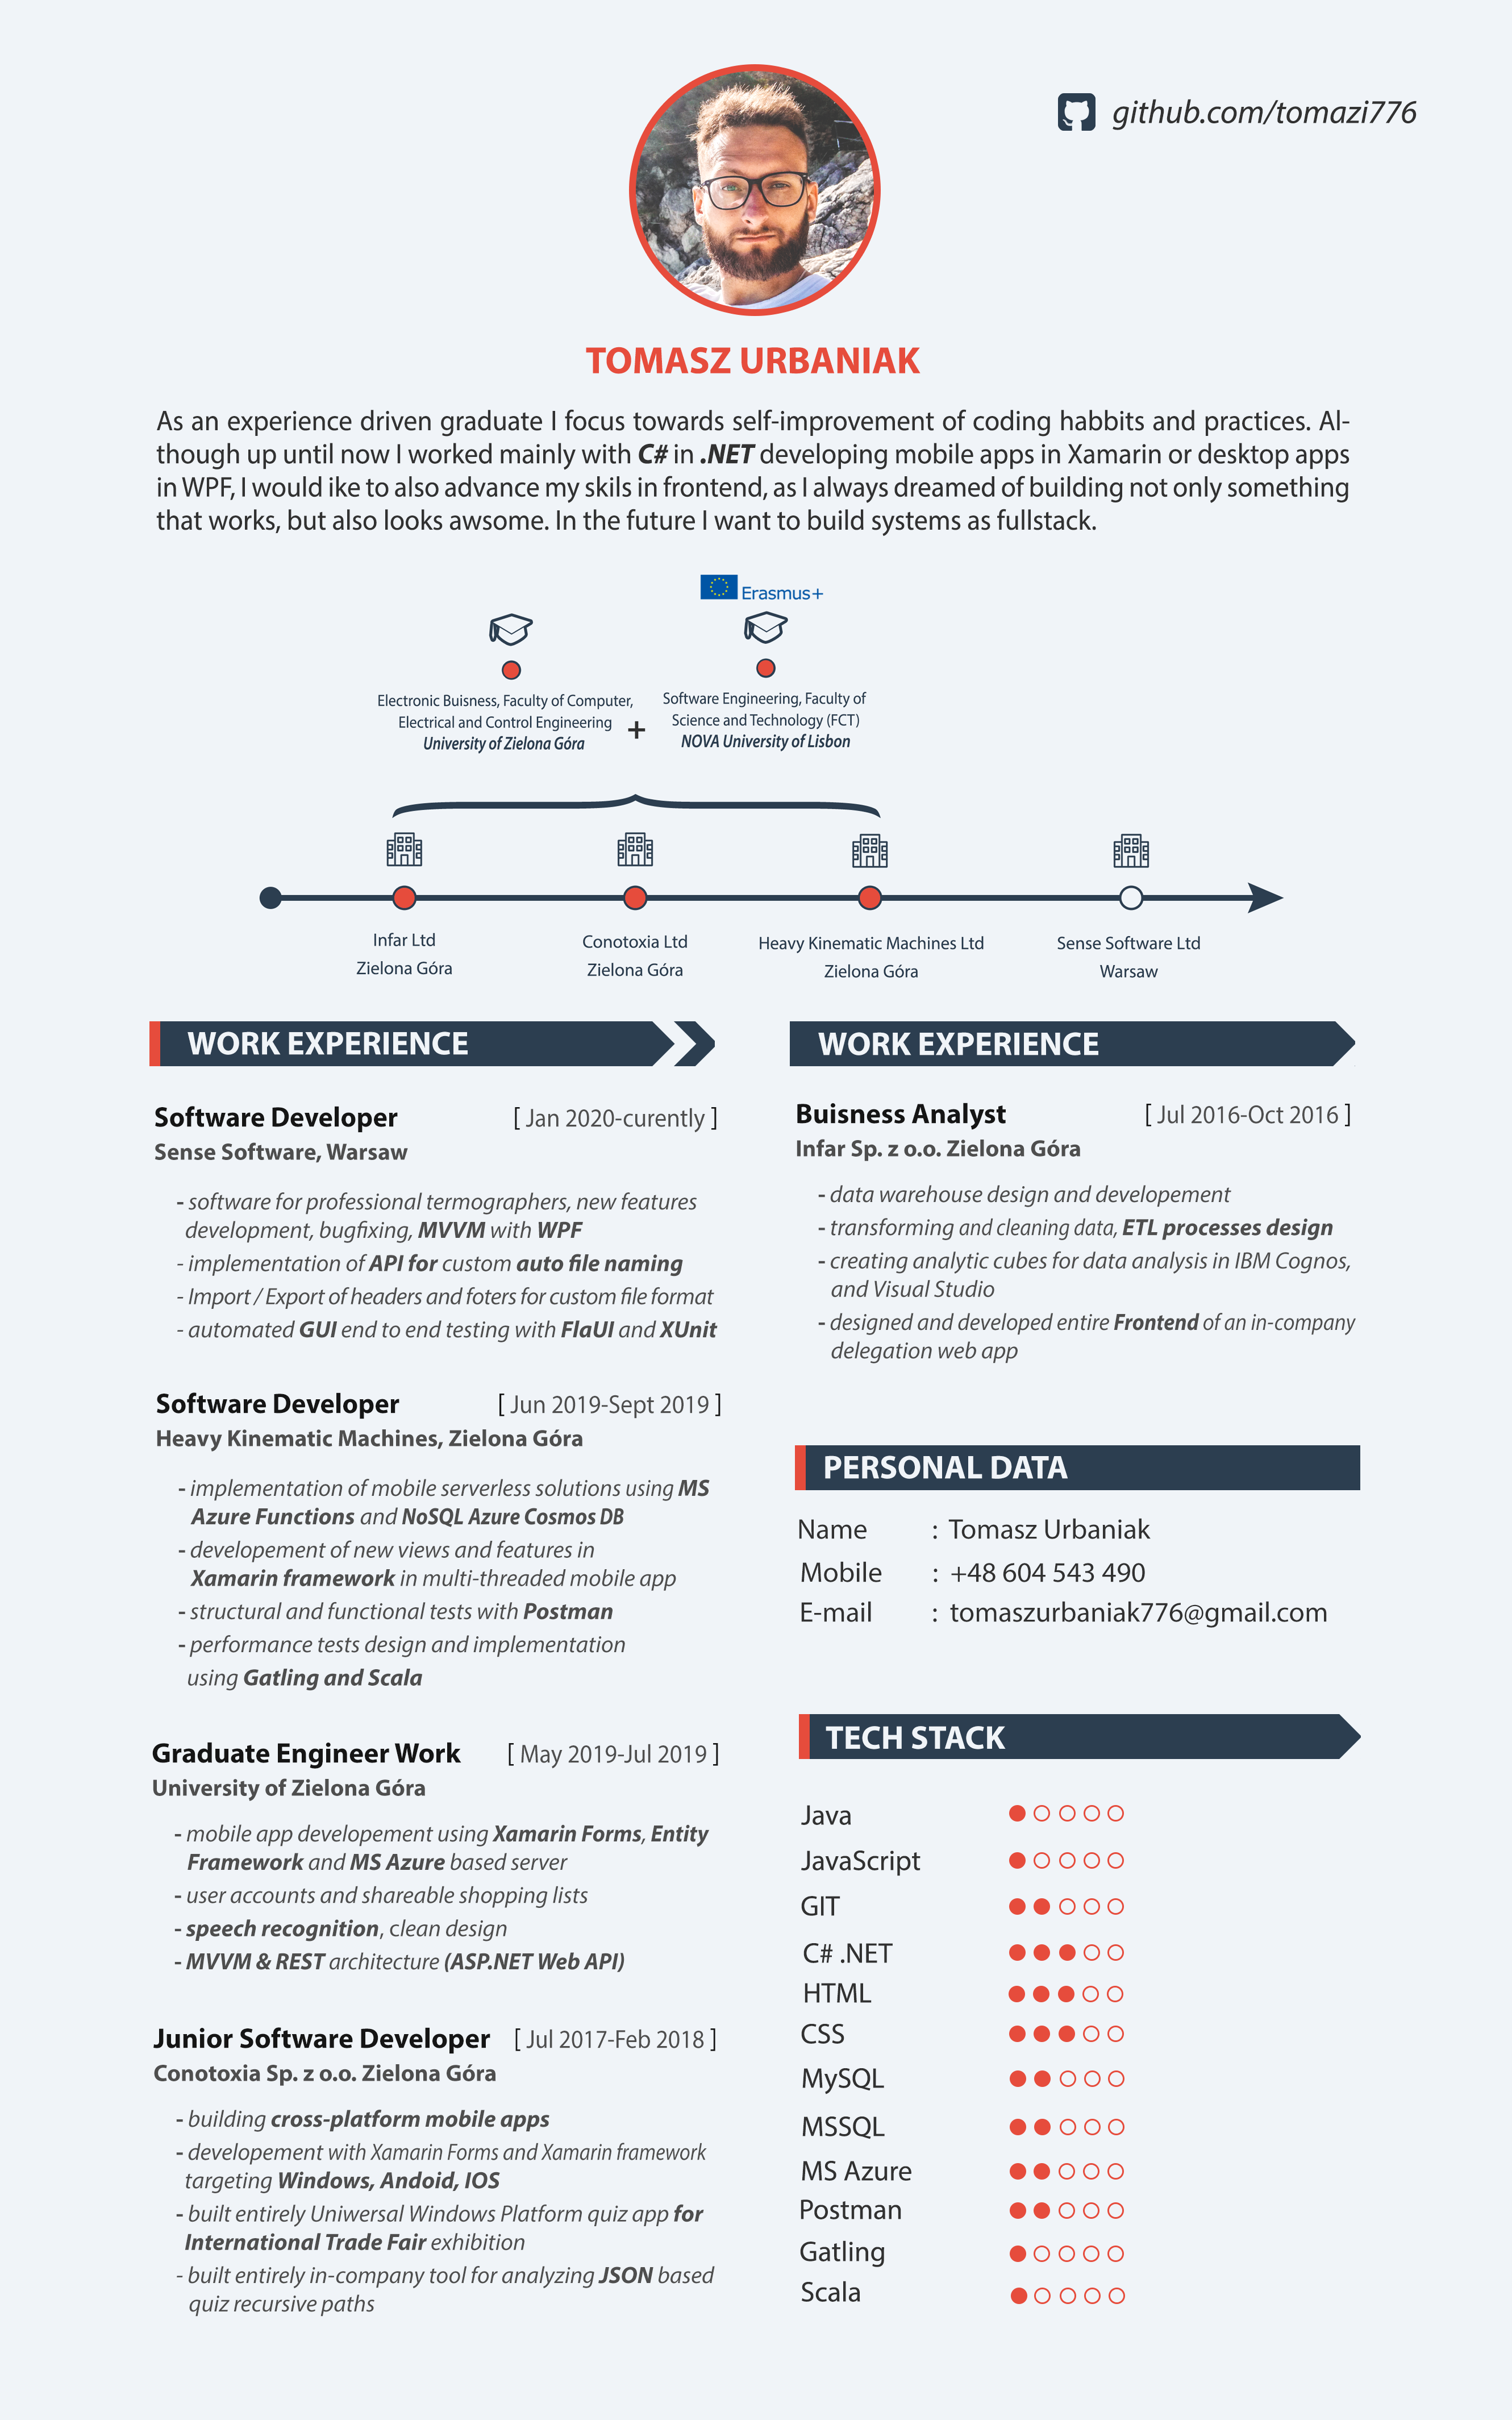 github.com/tomazi776
TOMASZ URBANIAK
As an experience driven graduate I focus towards self-improvement of coding habbits and practices. Al-
though up until now I worked mainly with C# in .NET developing mobile apps in Xamarin or desktop apps
in WPF, I would ike to also advance my skils in frontend, as I always dreamed of building not only something
that works, but also looks awsome. In the future I want to build systems as fullstack.
Erasmus+
Electronic Buisness, Faculty of Computer,
Electrical and Control Engineering
University of Zielona Góra
+
Software Engineering, Faculty of
Science and Technology (FCT)
NOVA University of Lisbon
Infar Ltd
Zielona Góra
Conotoxia Ltd
Zielona Góra
Heavy Kinematic Machines Ltd
Zielona Góra
Sense Software Ltd
Warsaw
WORK EXPERIENCE
Software Developer [ Jan 2020-curently ]
Sense Software, Warsaw
- software for professional termographers, new features
development, bugfixing, MVVM with WPF
- implementation of API for custom auto file naming
- Import / Export of headers and foters for custom file format
- automated GUI end to end testing with FlaUI and XUnit
Software Developer [ Jun 2019-Sept 2019 ]
Heavy Kinematic Machines, Zielona Góra
- implementation of mobile serverless solutions using MS
Azure Functions and NoSQL Azure Cosmos DB
- developement of new views and features in
Xamarin framework in multi-threaded mobile app
- structural and functional tests with Postman
- performance tests design and implementation
using Gatling and Scala
Graduate Engineer Work [ May 2019-Jul 2019 ]
University of Zielona Góra
- mobile app developement using Xamarin Forms, Entity
Framework and MS Azure based server
- user accounts and shareable shopping lists
- speech recognition, clean design
- MVVM & REST architecture (ASP.NET Web API)
Junior Software Developer [ Jul 2017-Feb 2018 ]
Conotoxia Sp. z o.o. Zielona Góra
- building cross-platform mobile apps
- developement with Xamarin Forms and Xamarin framework
targeting Windows, Andoid, IOS
- built entirely Uniwersal Windows Platform quiz app for
International Trade Fair exhibition
- built entirely in-company tool for analyzing JSON based
quiz recursive paths
WORK EXPERIENCE
Buisness Analyst [ Jul 2016-Oct 2016 ]
Infar Sp. z o.o. Zielona Góra
- data warehouse design and developement
- transforming and cleaning data, ETL processes design
- creating analytic cubes for data analysis in IBM Cognos,
and Visual Studio
- designed and developed entire Frontend of an in-company
delegation web app
PERSONAL DATA
Name : Tomasz Urbaniak
Mobile : +48 604 543 490
E-mail : tomaszurbaniak776@gmail.com
TECH STACK
Java
JavaScript
GIT
C# .NET
HTML
CSS
MySQL
MSSQL
MS Azure
Postman
Gatling
Scala